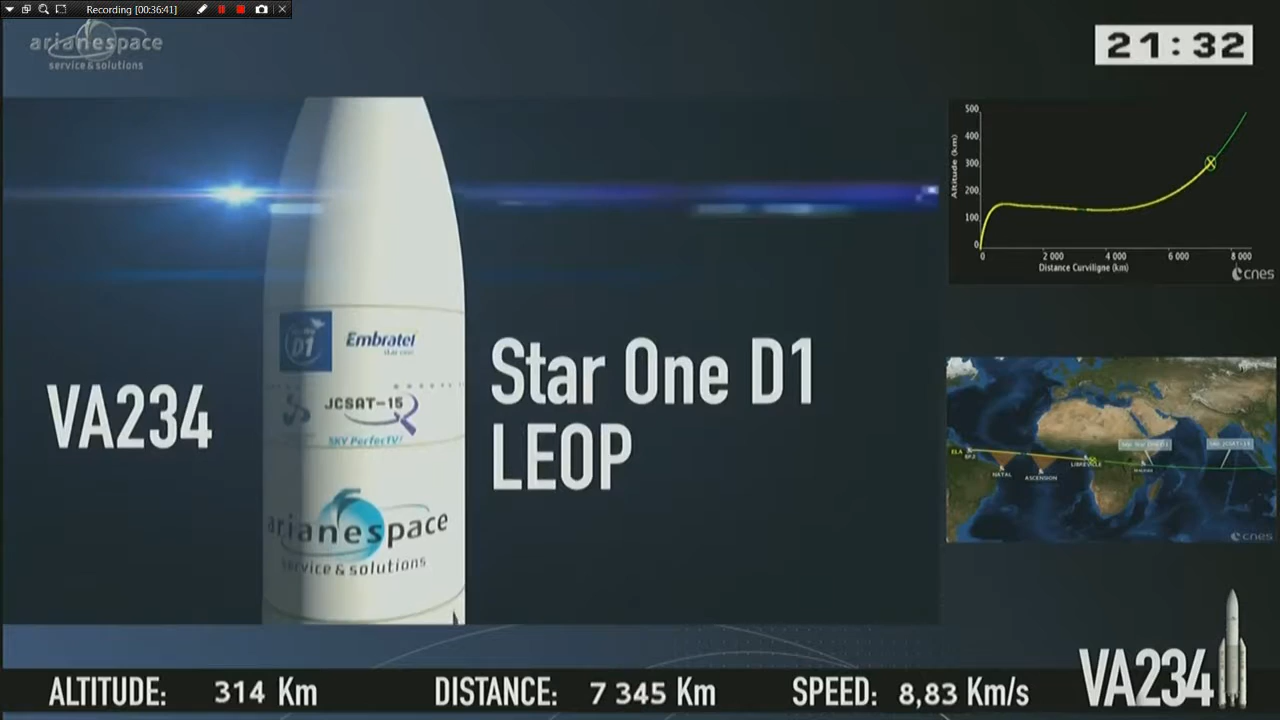 Recording [00:36:41]
arianespace
service & solutions
21:32
500
400
300
200
100
0
Altitude (km)
0
2 000
4 000
6 000
8 000
Distance Curviligne (km)
cnes
D1
Embratel
star one
JCSAT-15
SKY PerfecTV!
arianespace
service & solutions
VA234
Star One D1
LEOP
ELA
NATAL
ASCENSION
LIBREVILLE
cnes
VA234
ALTITUDE: 314 Km
DISTANCE: 7 345 Km
SPEED: 8,83 Km/s